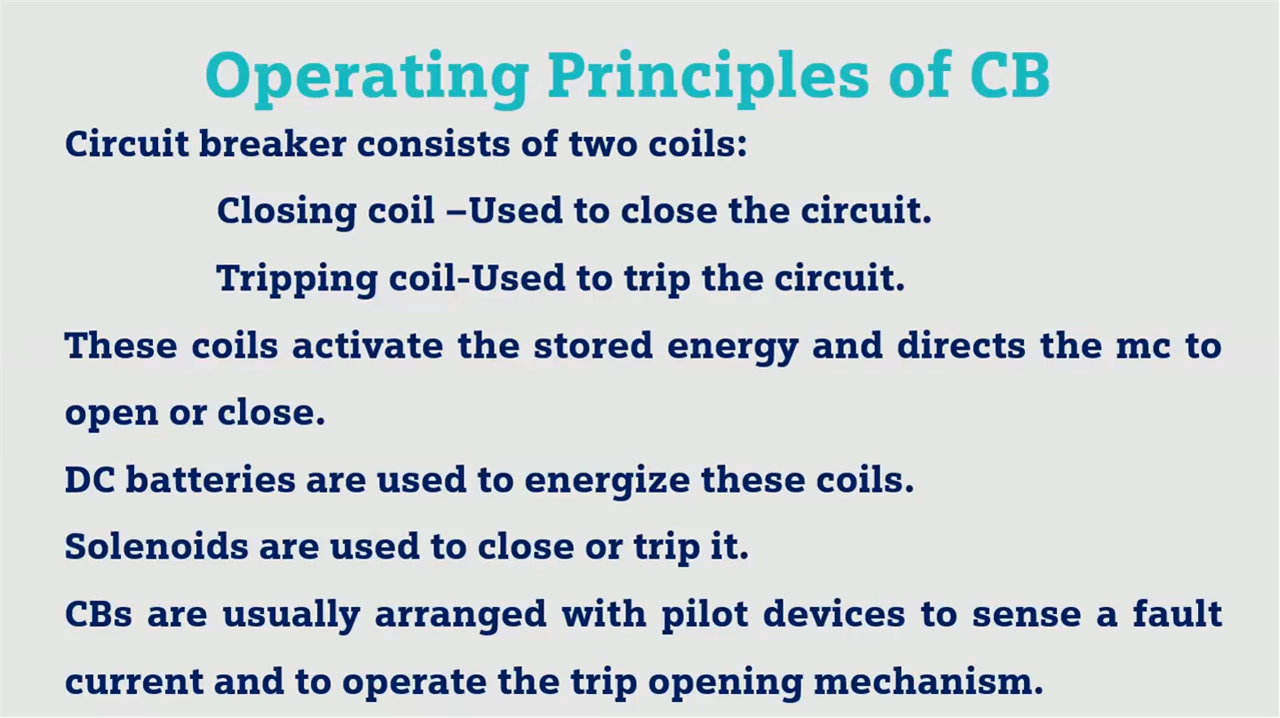 Operating Principles of CB
Circuit breaker consists of two coils:
Closing coil –Used to close the circuit.
Tripping coil-Used to trip the circuit.
These coils activate the stored energy and directs the mc to
open or close.
DC batteries are used to energize these coils.
Solenoids are used to close or trip it.
CBs are usually arranged with pilot devices to sense a fault
current and to operate the trip opening mechanism.